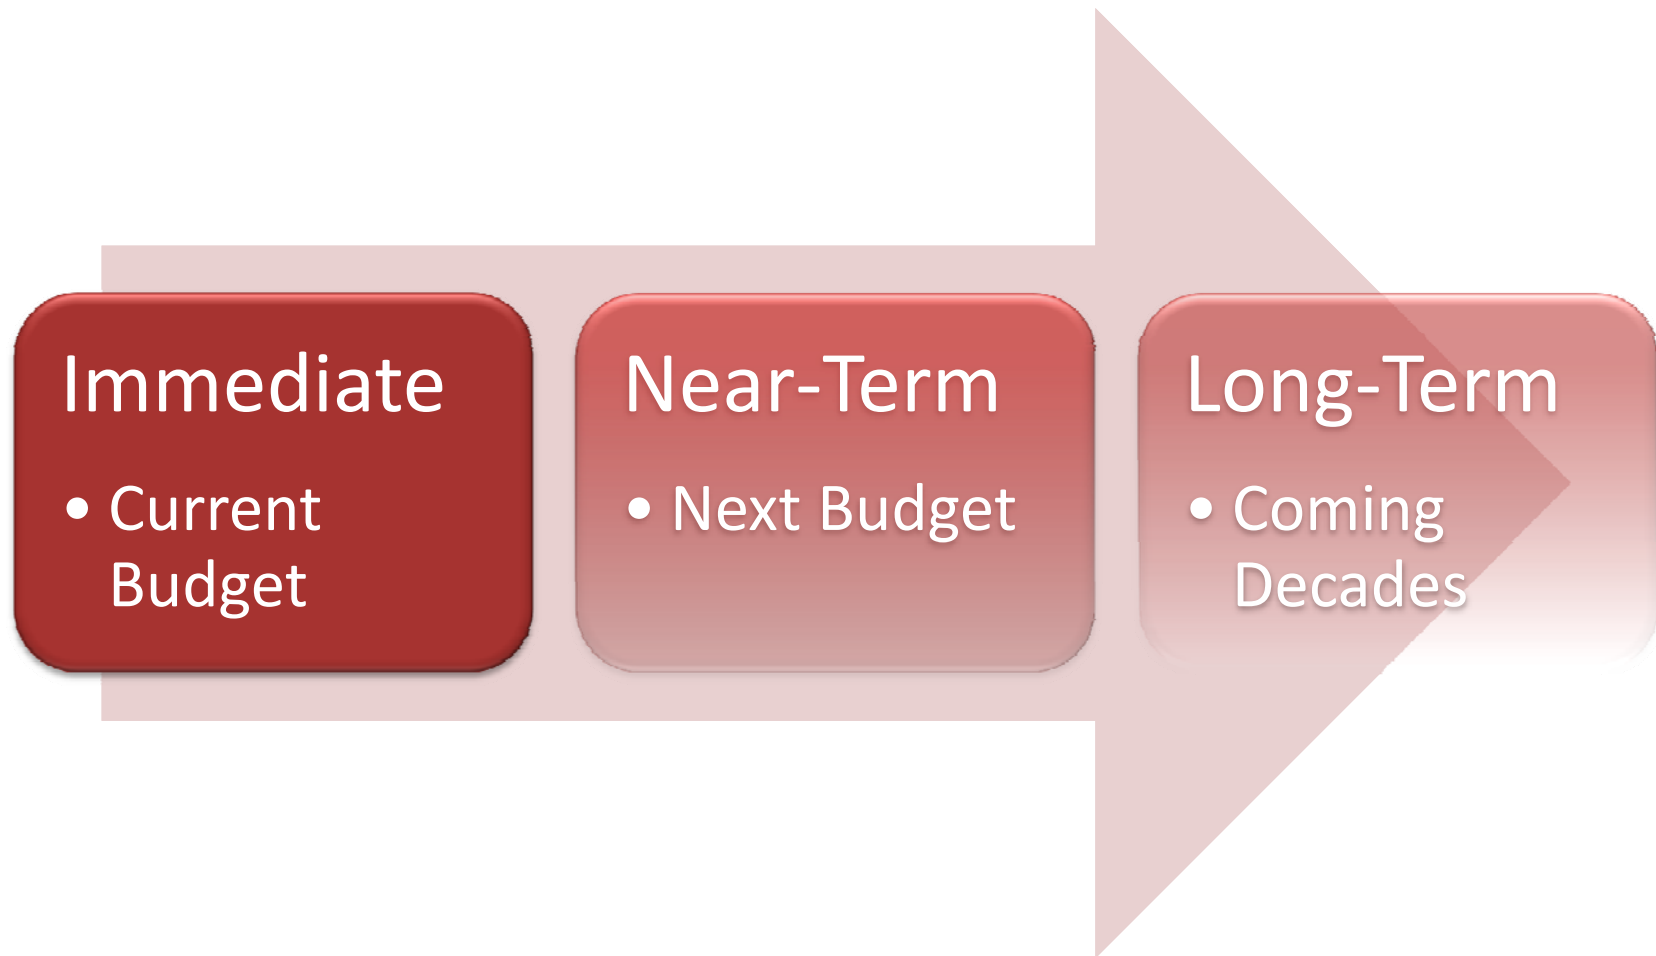 Immediate
• Current
Budget
Near-Term
• Next Budget
Long-Term
• Coming
Decades